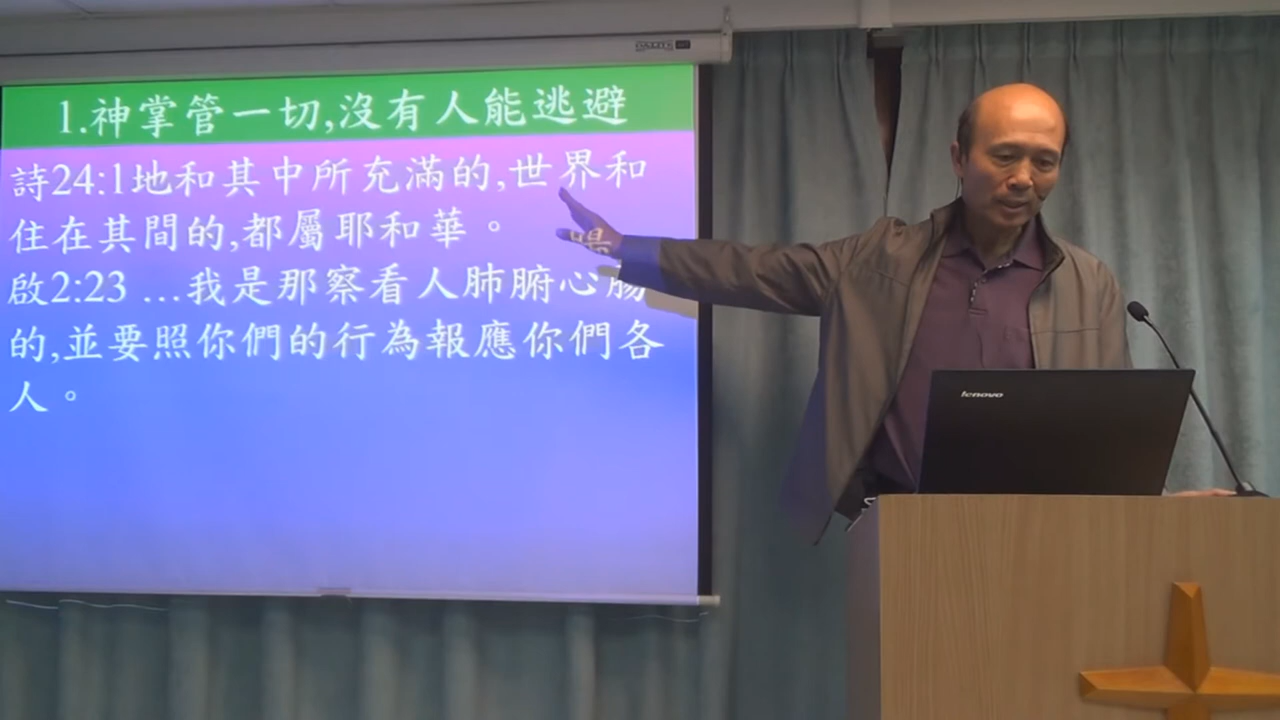 1.神掌管一切,沒有人能逃避
詩24:1地和其中所充滿的,世界和
住在其間的,都屬耶和華。
啟2:23 …我是那察看人肺腑心腸
的,並要照你們的行為報應你們各
人。
lenovo